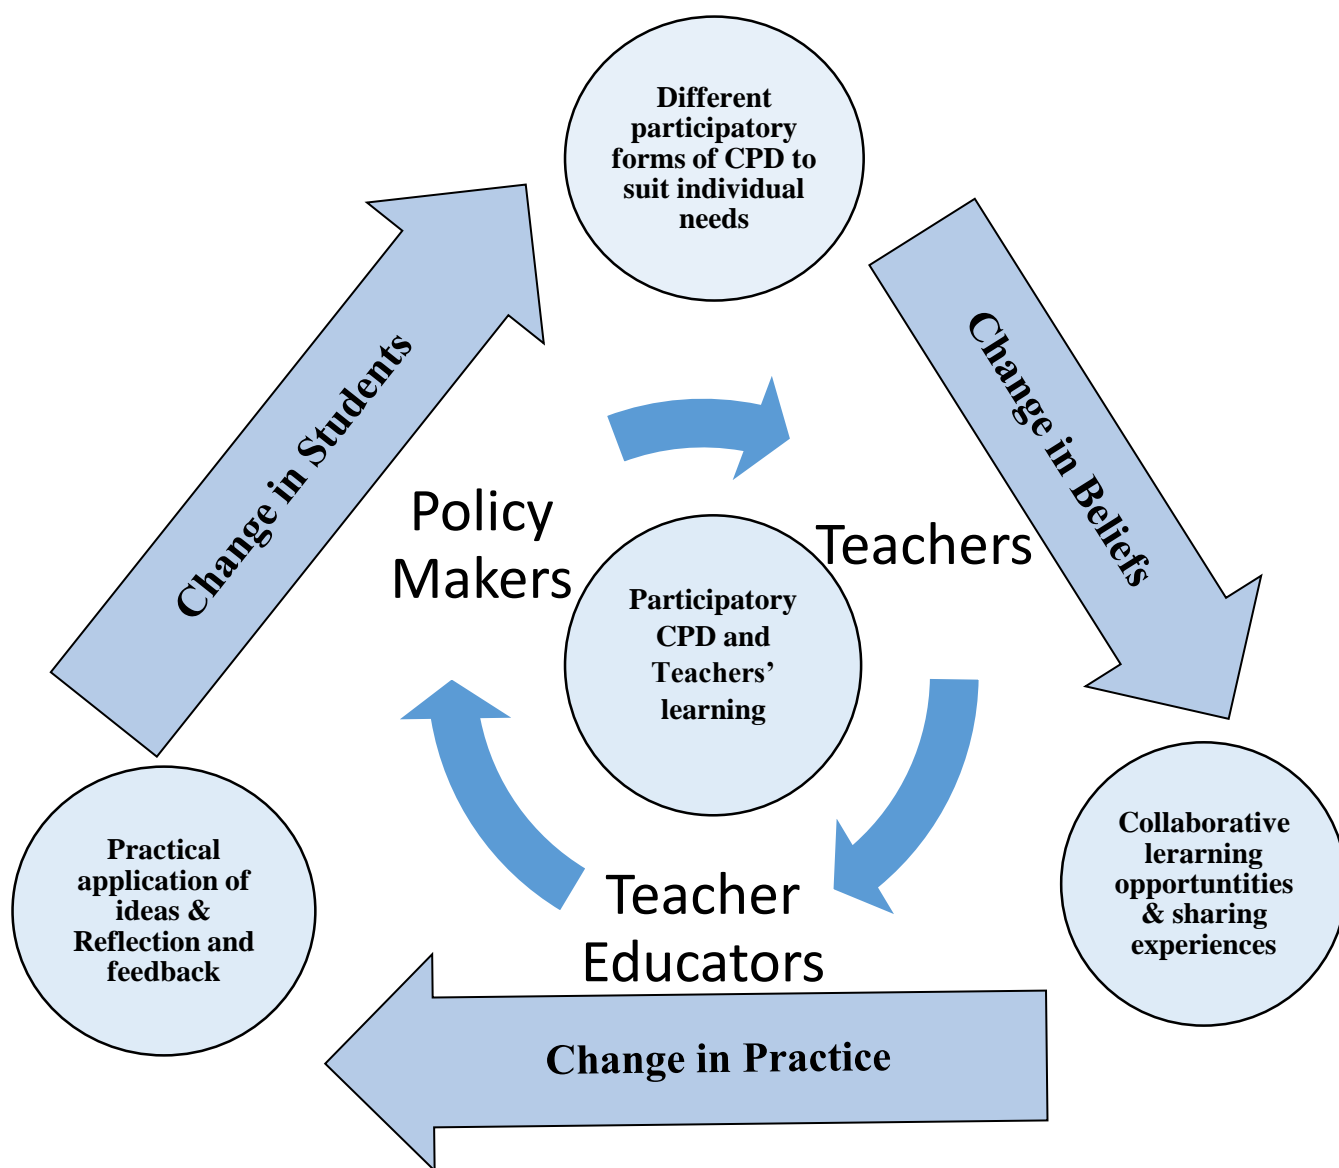 Different
participatory
forms of CPD to
suit individual
needs
Change in Students
Change in Beliefs
Policy
Makers
Teachers
Participatory
CPD and
Teachers’
learning
Practical
application of
ideas &
Reflection and
feedback
Teacher
Educators
Collaborative
lerarning
opportuntities
& sharing
experiences
Change in Practice